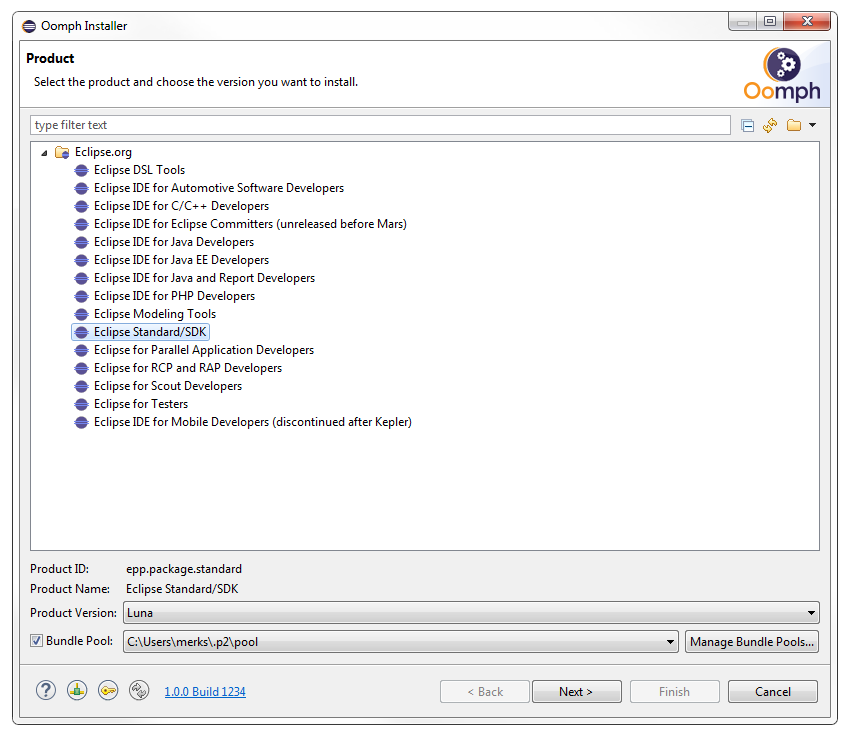 Oomph Installer
Product
Select the product and choose the version you want to install.
Oomph
type filter text
Eclipse.org
Eclipse DSL Tools
Eclipse IDE for Automotive Software Developers
Eclipse IDE for C/C++ Developers
Eclipse IDE for Eclipse Committers (unreleased before Mars)
Eclipse IDE for Java Developers
Eclipse IDE for Java EE Developers
Eclipse IDE for Java and Report Developers
Eclipse IDE for PHP Developers
Eclipse Modeling Tools
Eclipse Standard/SDK
Eclipse for Parallel Application Developers
Eclipse for RCP and RAP Developers
Eclipse for Scout Developers
Eclipse for Testers
Eclipse IDE for Mobile Developers (discontinued after Kepler)
Product ID: epp.package.standard
Product Name: Eclipse Standard/SDK
Product Version: Luna
Bundle Pool: C:\Users\merks\.p2\pool Manage Bundle Pools...
? 1.0.0 Build 1234 < Back Next > Finish Cancel